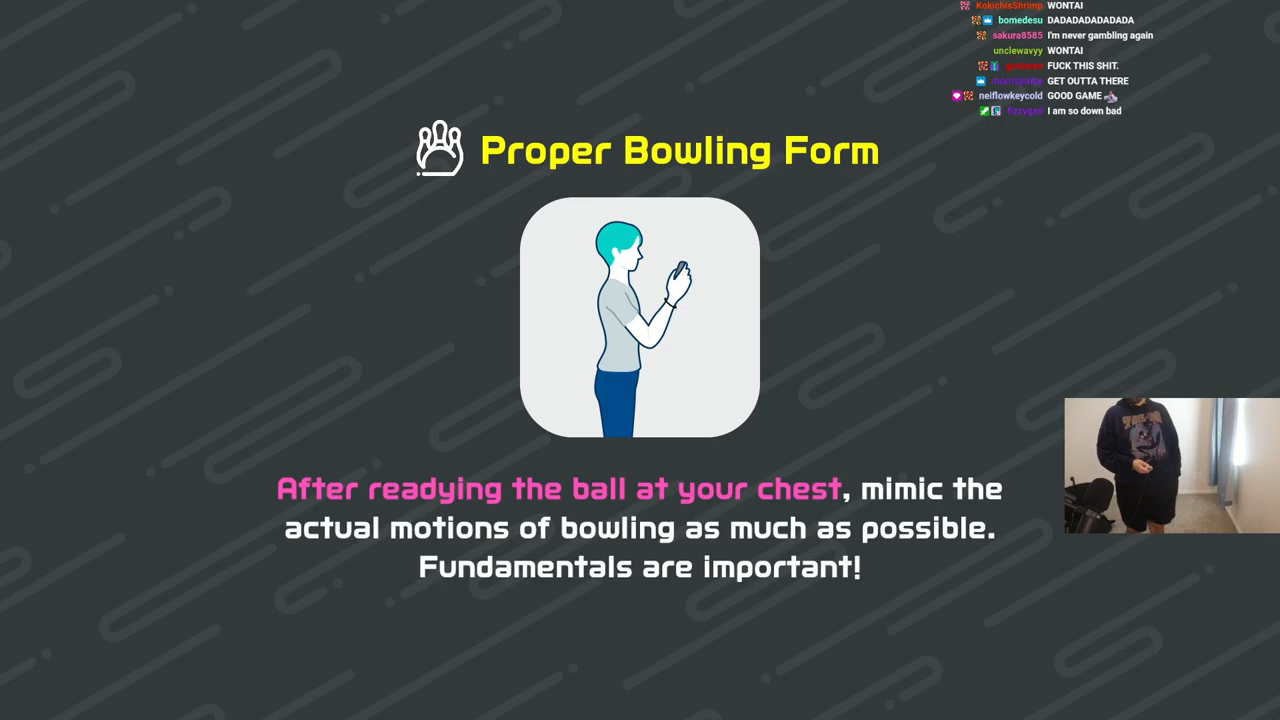 KokichisShrimp WONTAI
bomedesu DADADADADADADA
sakura8585 I'm never gambling again
unclewavyy WONTAI
FUCK THIS SHIT.
GET OUTTA THERE
neiflowkeycold GOOD GAME
fizzygad I am so down bad
Proper Bowling Form
After readying the ball at your chest, mimic the
actual motions of bowling as much as possible.
Fundamentals are important!